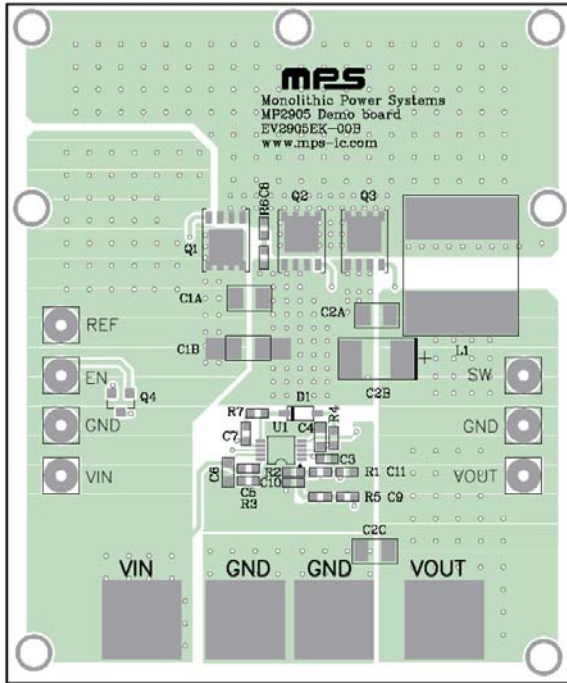 mps
Monolithic Power Systems
MP2905 Demo board
EV2905EK-00B
www.mps-ic.com
Q2
Q3
R6
C8
Q1
C1A
C2A
C1B
C2B
+
L1
REF
EN
Q4
GND
VIN
SW
GND
VOUT
D1
R7
U1
C4
R4
C7
C3
C6
R2
R1
C11
C5
C10
R3
R5
C9
C2C
VIN
GND
GND
VOUT